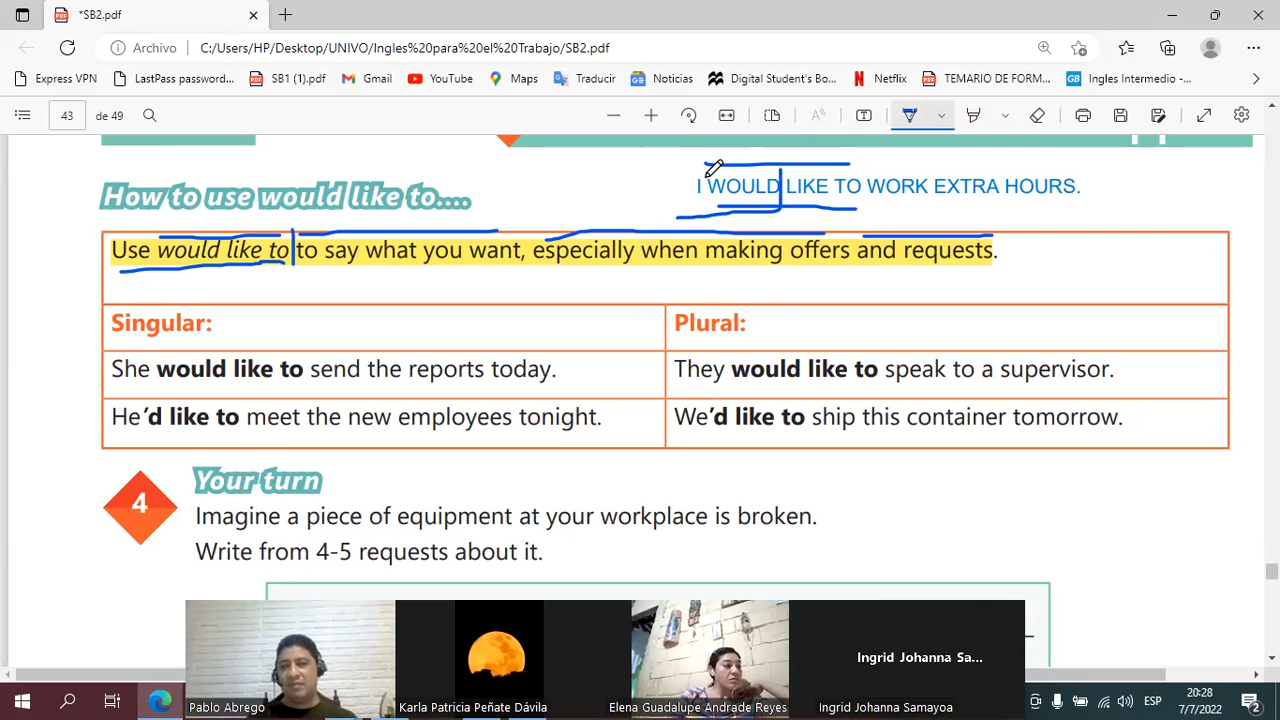 *SB2.pdf
Archivo C:/Users/HP/Desktop/UNIVO/Ingles%20para%20el%20Trabajo/SB2.pdf
Express VPN LastPass password... SB1 (1).pdf Gmail YouTube Maps Traducir Noticias Digital Student's Bo... Netflix TEMARIO DE FORM... GB Ingles Intermedio -...
43 de 49
I WOULD LIKE TO WORK EXTRA HOURS.
How to use would like to....
Use would like to to say what you want, especially when making offers and requests.
Singular: Plural:
She would like to send the reports today. They would like to speak to a supervisor.
He'd like to meet the new employees tonight. We'd like to ship this container tomorrow.
4 Your turn
Imagine a piece of equipment at your workplace is broken.
Write from 4-5 requests about it.
Ingrid Johanna Sa...
Pablo Abrego Karla Patricia Peñate Dávila Elena Guadalupe Andrade Reyes Ingrid Johanna Samayoa
ESP 20:28
7/7/2022 2